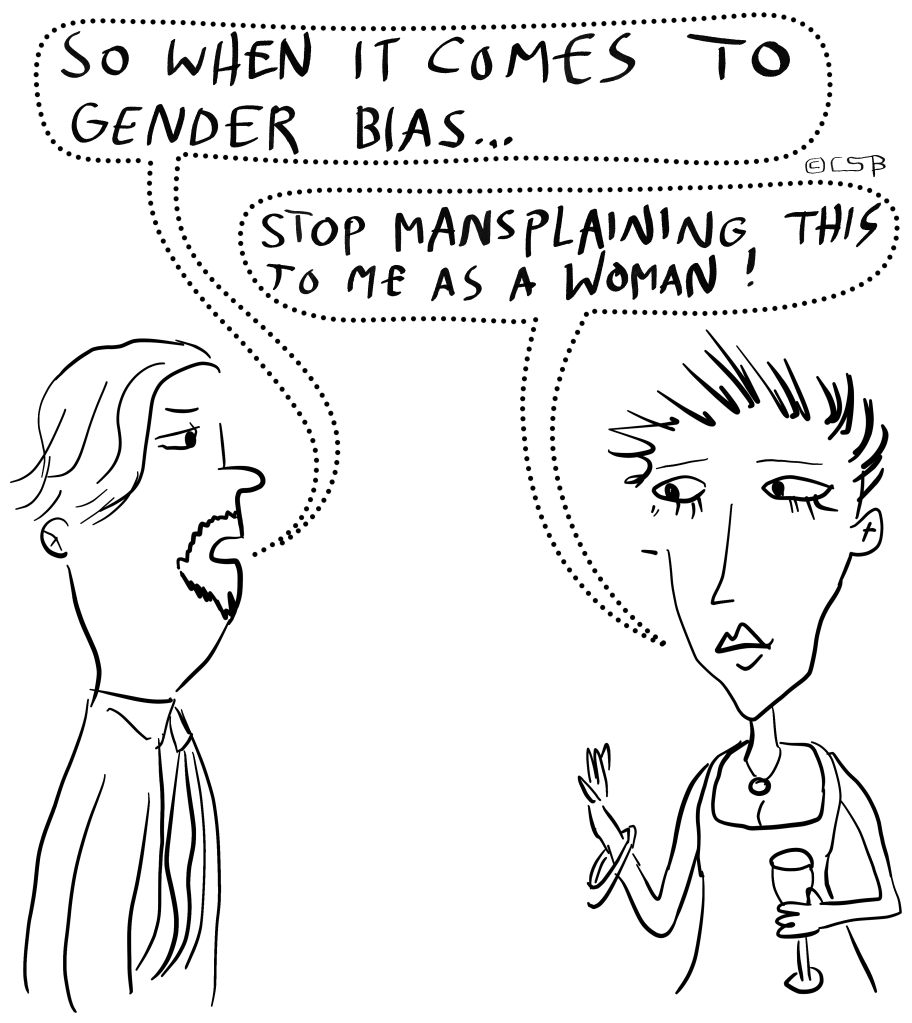 SO WHEN IT COMES TO
GENDER BIAS...
© CSB
STOP MANSPLAINING THIS
TO ME AS A WOMAN!